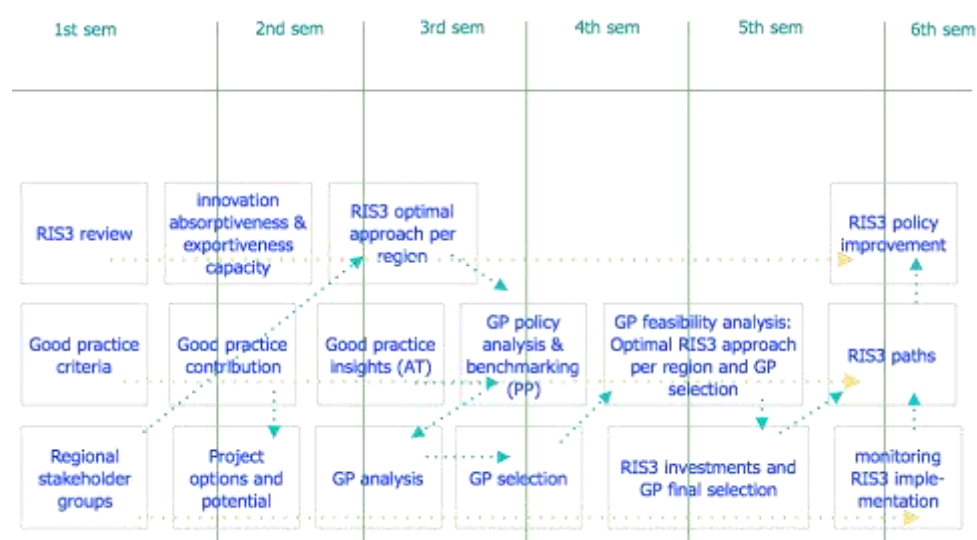 1st sem
2nd sem
3rd sem
4th sem
5th sem
6th sem
RIS3 review
innovation
absorptiveness &
exportiveness
capacity
RIS3 optimal
approach per
region
RIS3 policy
improvement
Good practice
criteria
Good practice
contribution
Good practice
insights (AT)
GP policy
analysis &
benchmarking
(PP)
GP feasibility analysis:
Optimal RIS3 approach
per region and GP
selection
RIS3 paths
Regional
stakeholder
groups
Project
options and
potential
GP analysis
GP selection
RIS3 investments and
GP final selection
monitoring
RIS3 imple-
mentation